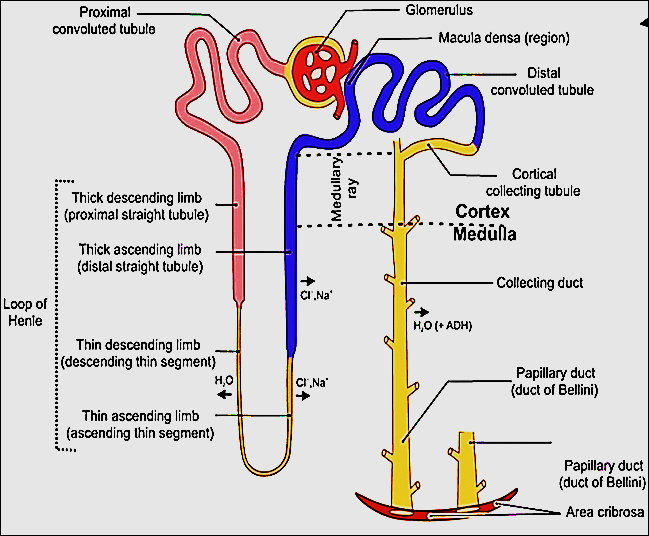 Proximal
convoluted tubule
Glomerulus
Macula densa (region)
Distal
convoluted tubule
Cortical
collecting tubule
Medullary
ray
Cortex
Medulla
Thick descending limb
(proximal straight tubule)
Thick ascending limb
(distal straight tubule)
Cl⁻,Na⁺
Collecting duct
Loop of
Henle
H₂O (+ ADH)
Thin descending limb
(descending thin segment)
H₂O
Cl⁻,Na⁺
Papillary duct
(duct of Bellini)
Thin ascending limb
(ascending thin segment)
Papillary duct
(duct of Bellini)
Area cribrosa